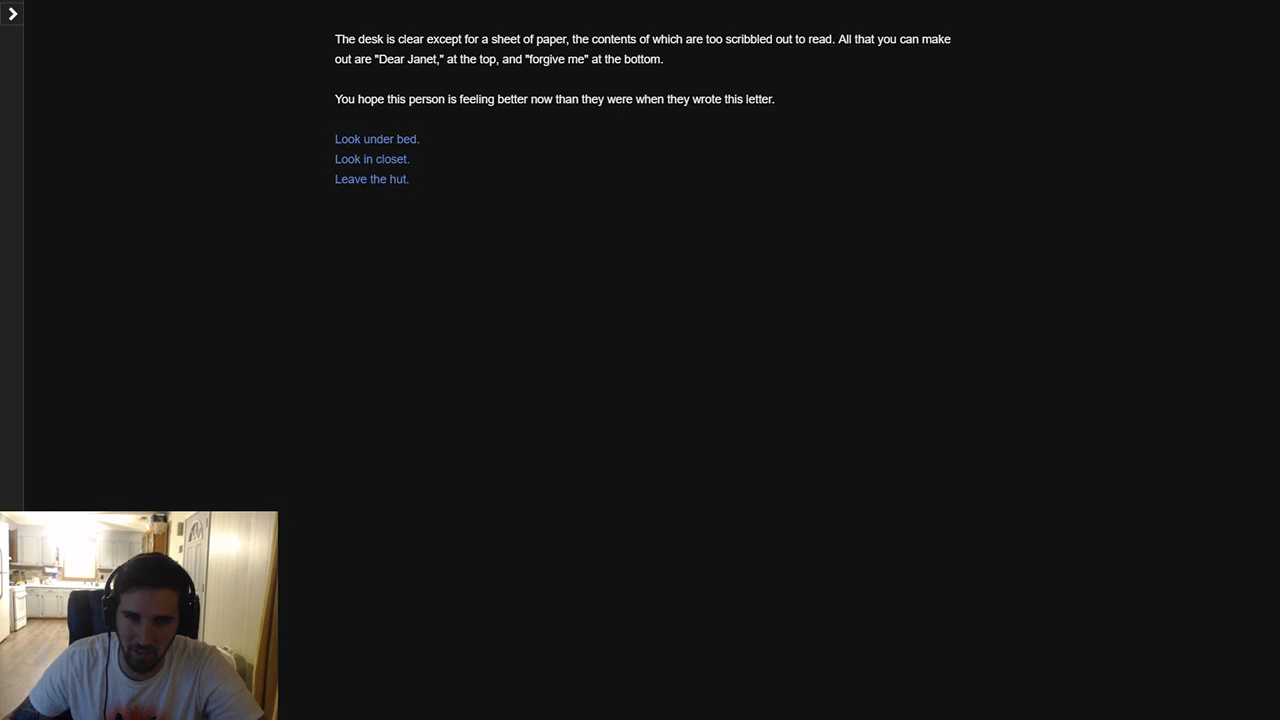 The desk is clear except for a sheet of paper, the contents of which are too scribbled out to read. All that you can make
out are "Dear Janet," at the top, and "forgive me" at the bottom.
You hope this person is feeling better now than they were when they wrote this letter.
Look under bed.
Look in closet.
Leave the hut.